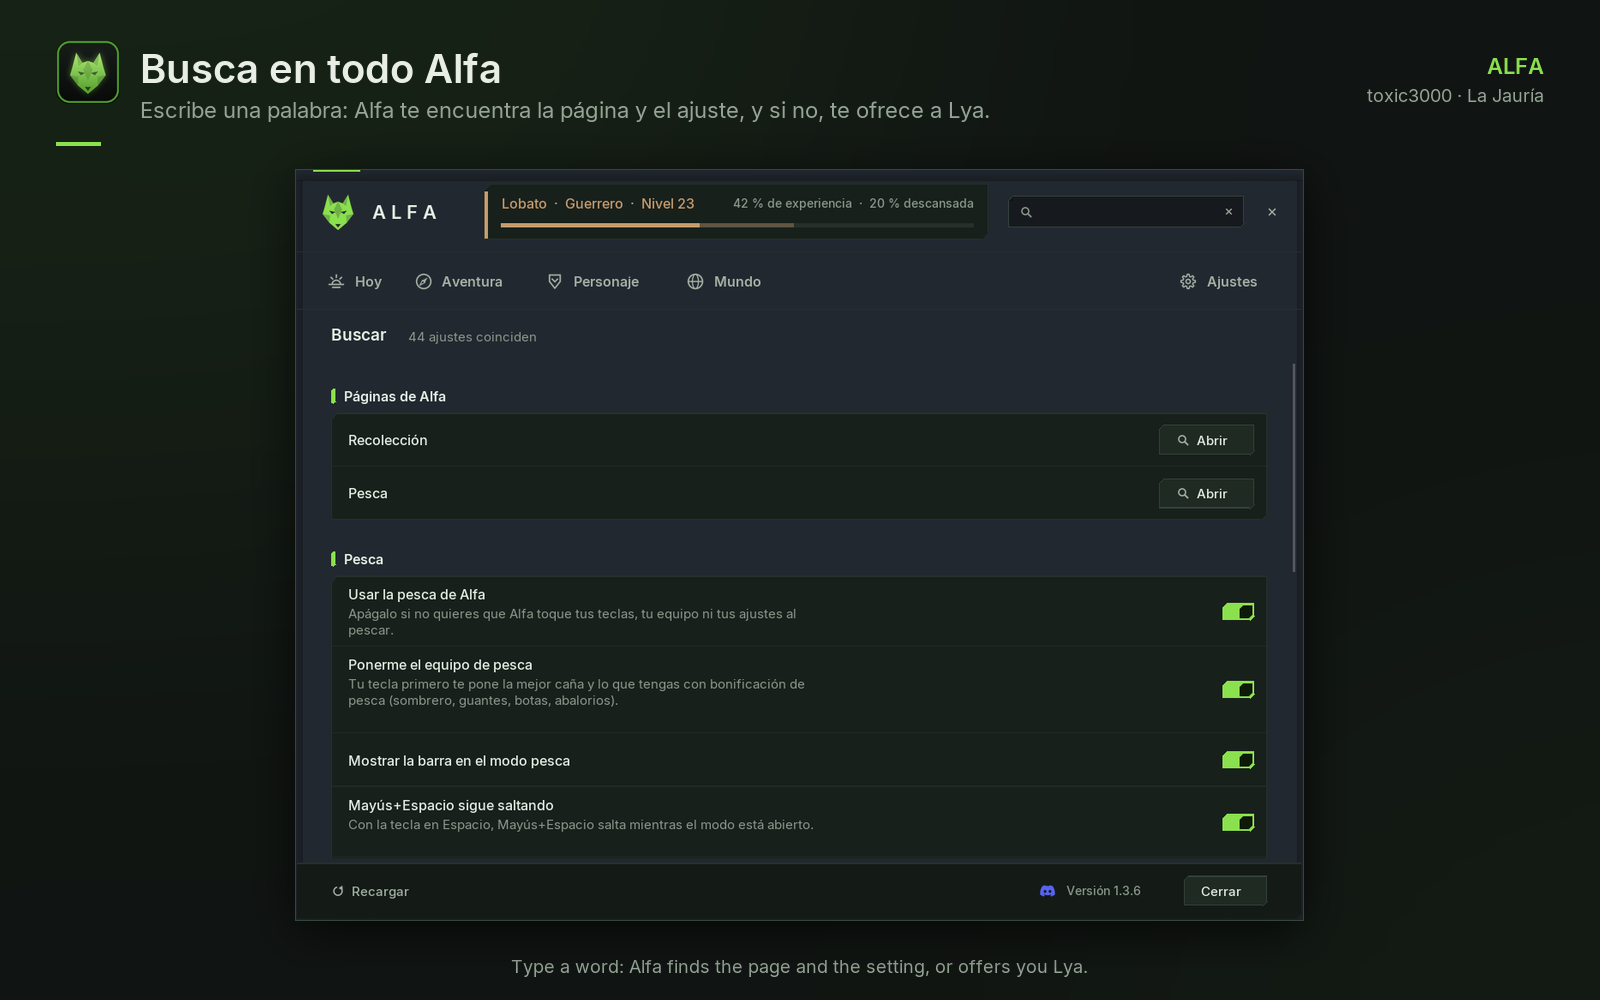 Busca en todo Alfa
Escribe una palabra: Alfa te encuentra la página y el ajuste, y si no, te ofrece a Lya.
ALFA
toxic3000 · La Jauría
ALFA
Lobato · Guerrero · Nivel 23
42 % de experiencia · 20 % descansada
Hoy
Aventura
Personaje
Mundo
Ajustes
Buscar
44 ajustes coinciden
Páginas de Alfa
Recolección
Abrir
Pesca
Abrir
Pesca
Usar la pesca de Alfa
Apágalo si no quieres que Alfa toque tus teclas, tu equipo ni tus ajustes al
pescar.
Ponerme el equipo de pesca
Tu tecla primero te pone la mejor caña y lo que tengas con bonificación de
pesca (sombrero, guantes, botas, abalorios).
Mostrar la barra en el modo pesca
Mayús+Espacio sigue saltando
Con la tecla en Espacio, Mayús+Espacio salta mientras el modo está abierto.
Recargar
Versión 1.3.6
Cerrar
Type a word: Alfa finds the page and the setting, or offers you Lya.